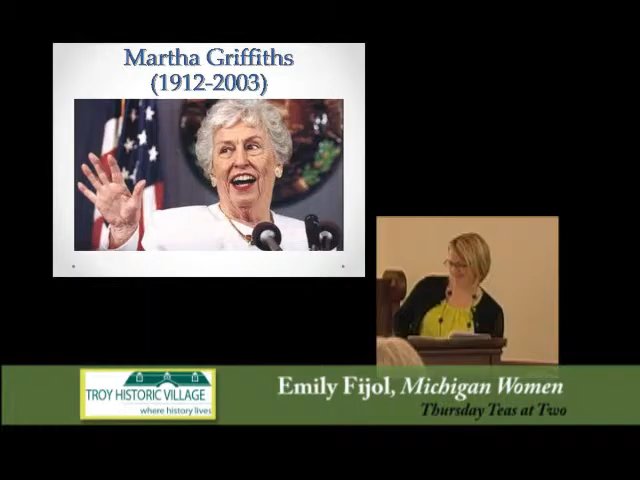 Martha Griffiths
(1912-2003)
TROY HISTORIC VILLAGE
where history lives
Emily Fijol, Michigan Women
Thursday Teas at Two